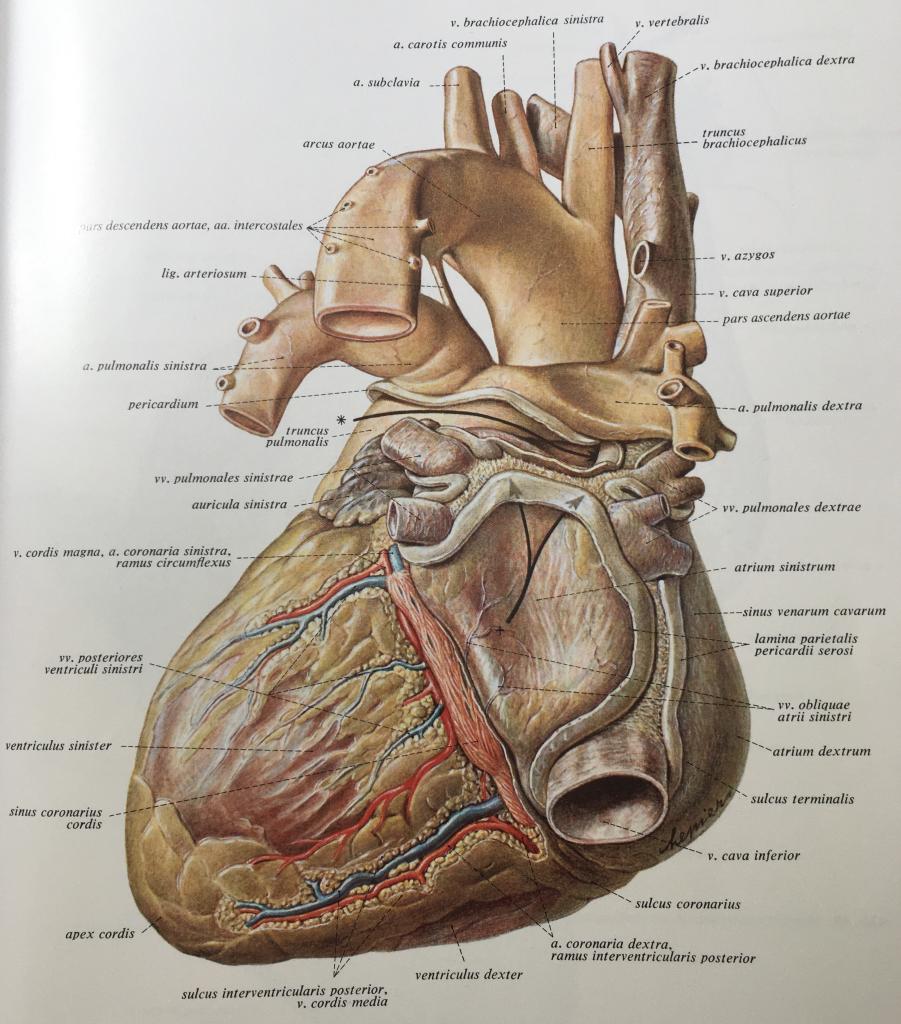 v. brachiocephalica sinistra
v. vertebralis
a. carotis communis
v. brachiocephalica dextra
a. subclavia
truncus
brachiocephalicus
arcus aortae
pars descendens aortae, aa. intercostales
v. azygos
lig. arteriosum
v. cava superior
pars ascendens aortae
a. pulmonalis sinistra
pericardium
a. pulmonalis dextra
*
truncus
pulmonalis
vv. pulmonales sinistrae
auricula sinistra
vv. pulmonales dextrae
v. cordis magna, a. coronaria sinistra,
ramus circumflexus
atrium sinistrum
sinus venarum cavarum
+
lamina parietalis
pericardii serosi
vv. posteriores
ventriculi sinistri
vv. obliquae
atrii sinistri
ventriculus sinister
atrium dextrum
sinus coronarius
cordis
sulcus terminalis
v. cava inferior
sulcus coronarius
apex cordis
a. coronaria dextra,
ramus interventricularis posterior
ventriculus dexter
sulcus interventricularis posterior,
v. cordis media